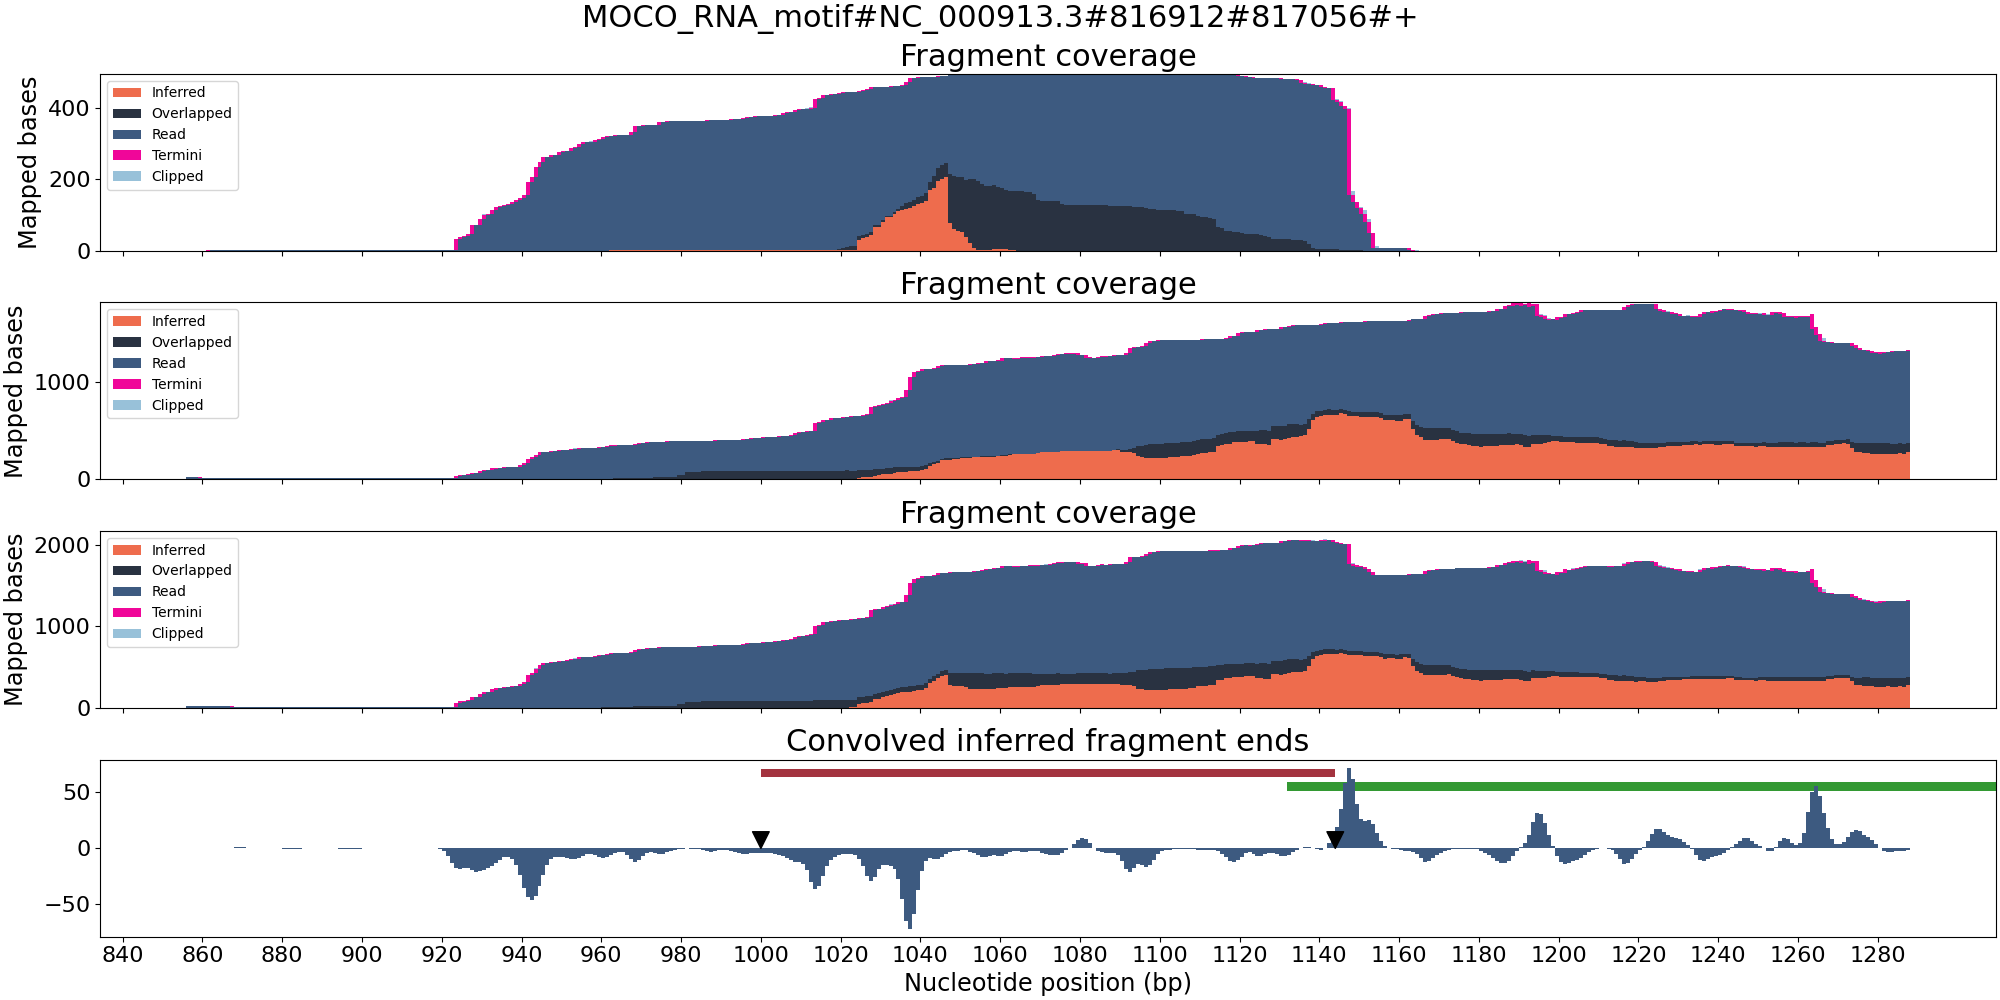 MOCO_RNA_motif#NC_000913.3#816912#817056#+
Fragment coverage
Mapped bases
400
200
0
Inferred
Overlapped
Read
Termini
Clipped
Fragment coverage
Mapped bases
1000
0
Inferred
Overlapped
Read
Termini
Clipped
Fragment coverage
Mapped bases
2000
1000
0
Inferred
Overlapped
Read
Termini
Clipped
Convolved inferred fragment ends
50
0
−50
840 860 880 900 920 940 960 980 1000 1020 1040 1060 1080 1100 1120 1140 1160 1180 1200 1220 1240 1260 1280
Nucleotide position (bp)